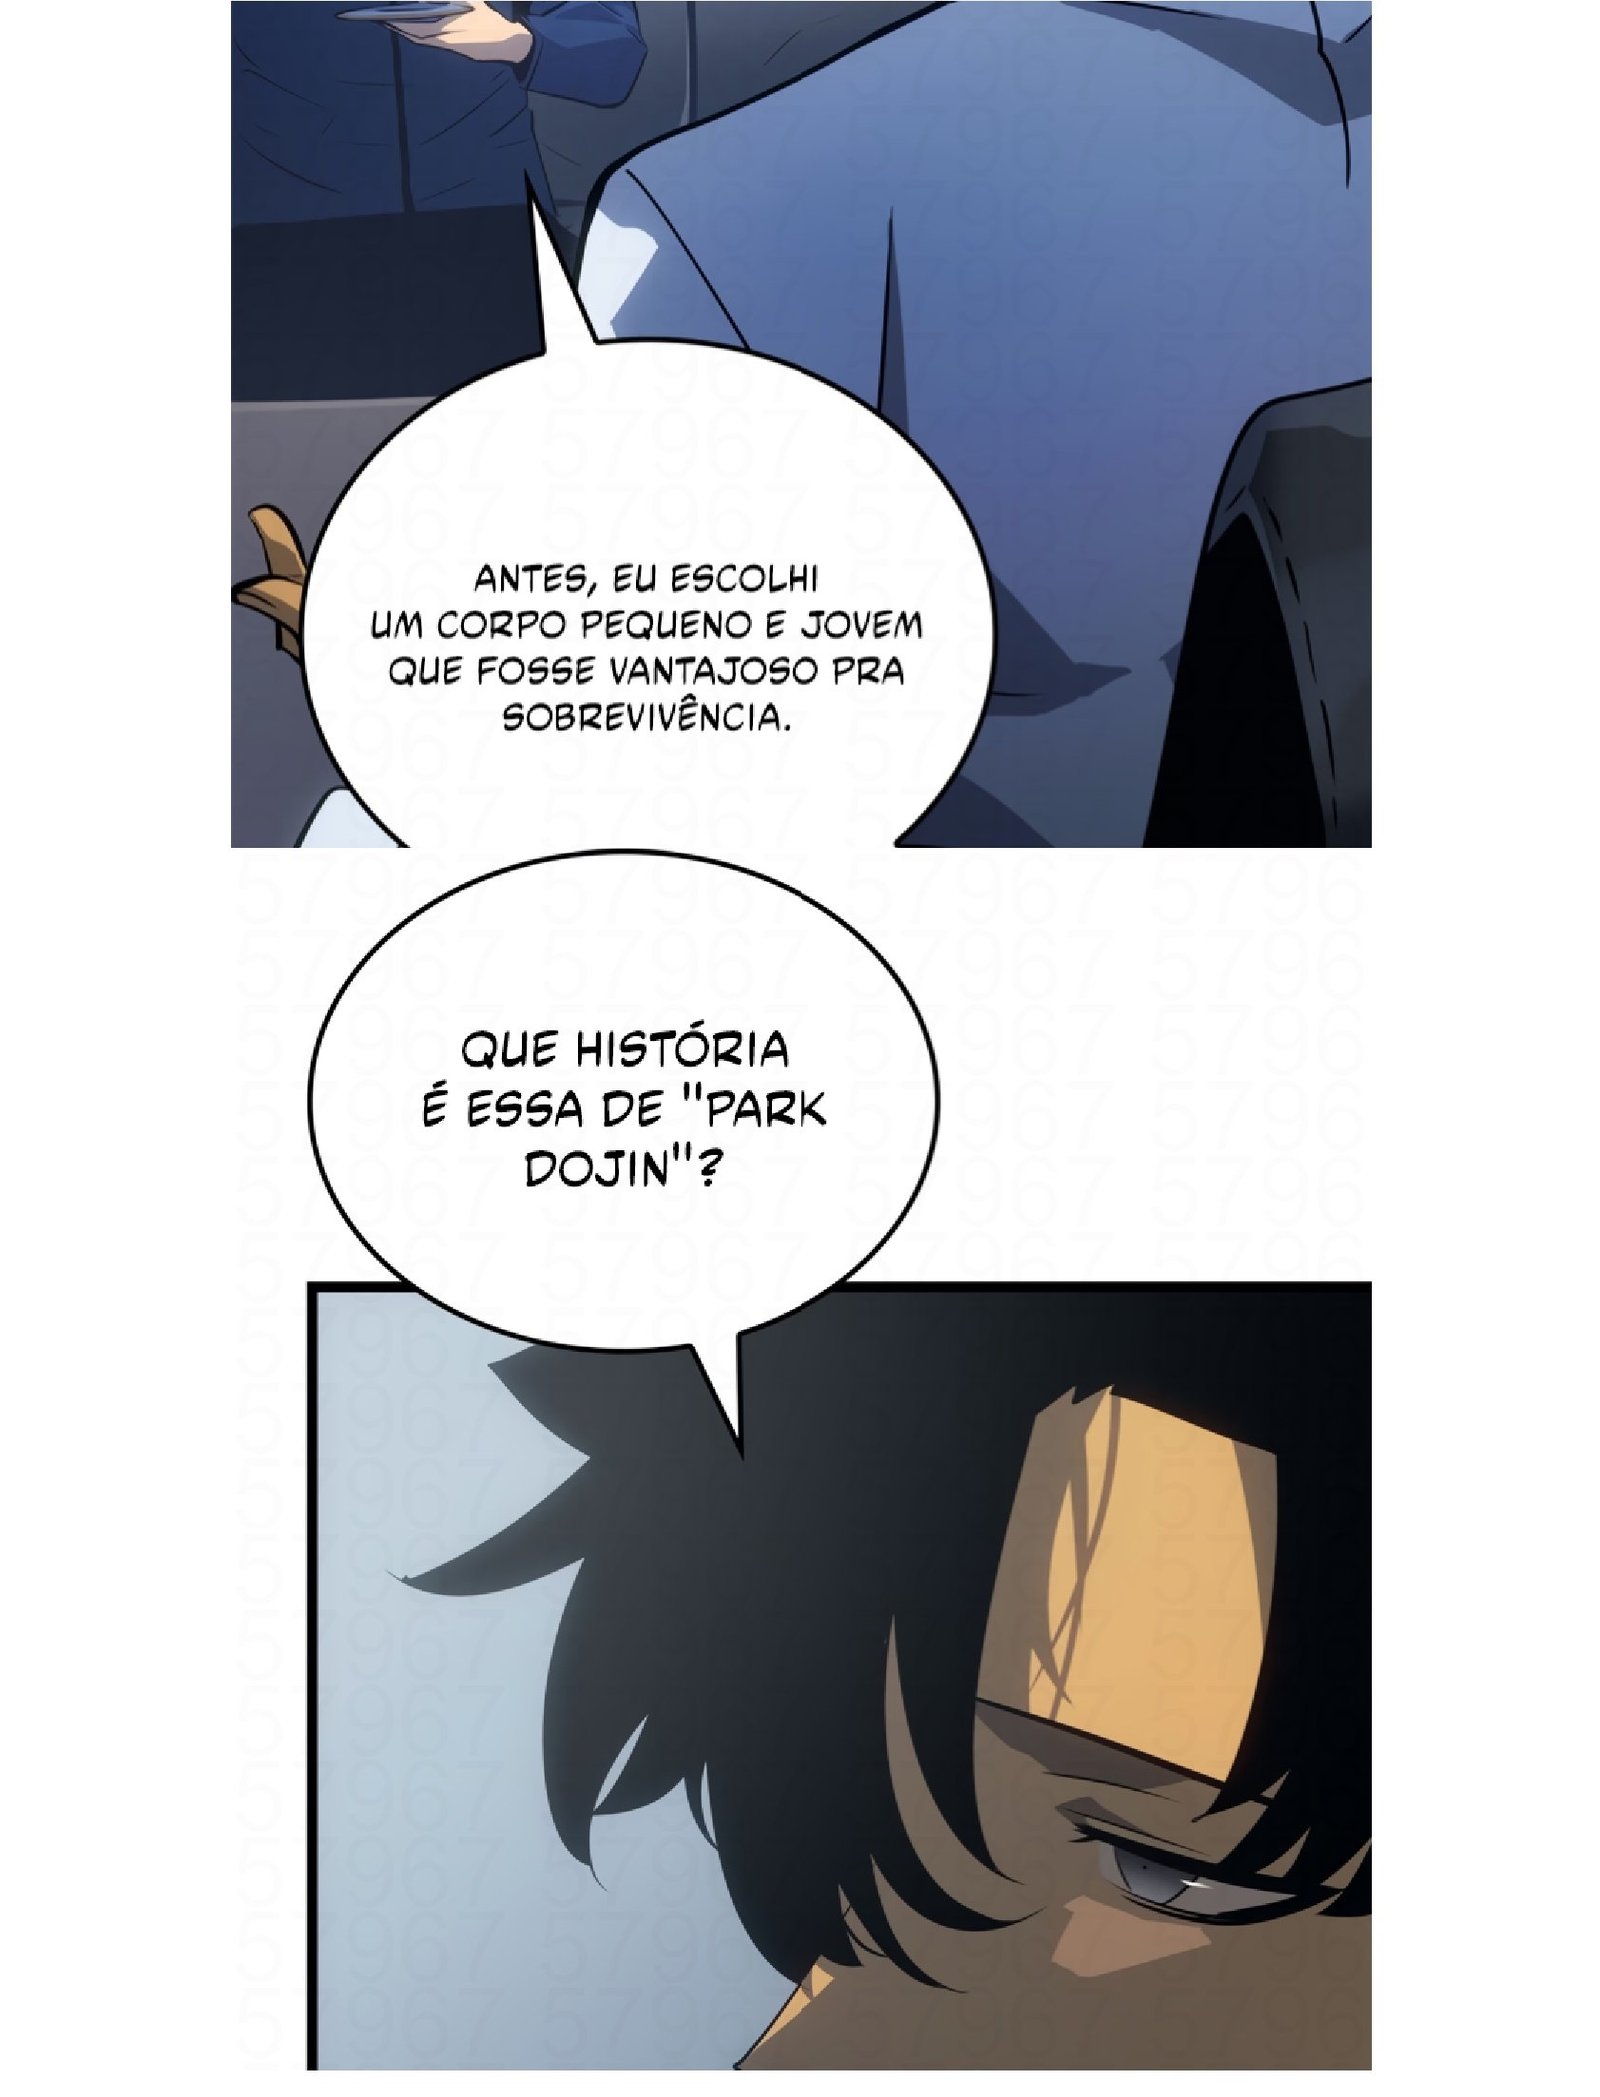 ANTES, EU ESCOLHI
UM CORPO PEQUENO E JOVEM
QUE FOSSE VANTAJOSO PRA
SOBREVIVÊNCIA.
QUE HISTÓRIA
É ESSA DE "PARK
DOJIN"?